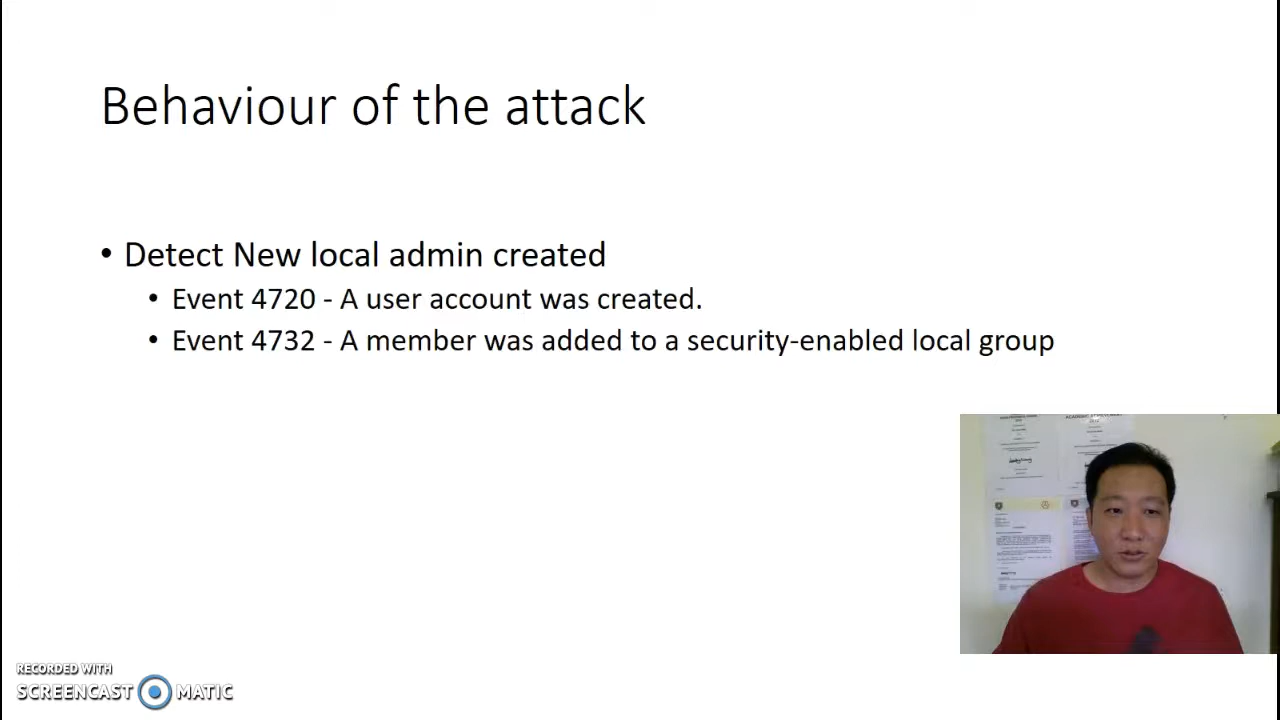 Behaviour of the attack
• Detect New local admin created
• Event 4720 - A user account was created.
• Event 4732 - A member was added to a security-enabled local group
RECORDED WITH
SCREENCAST MATIC